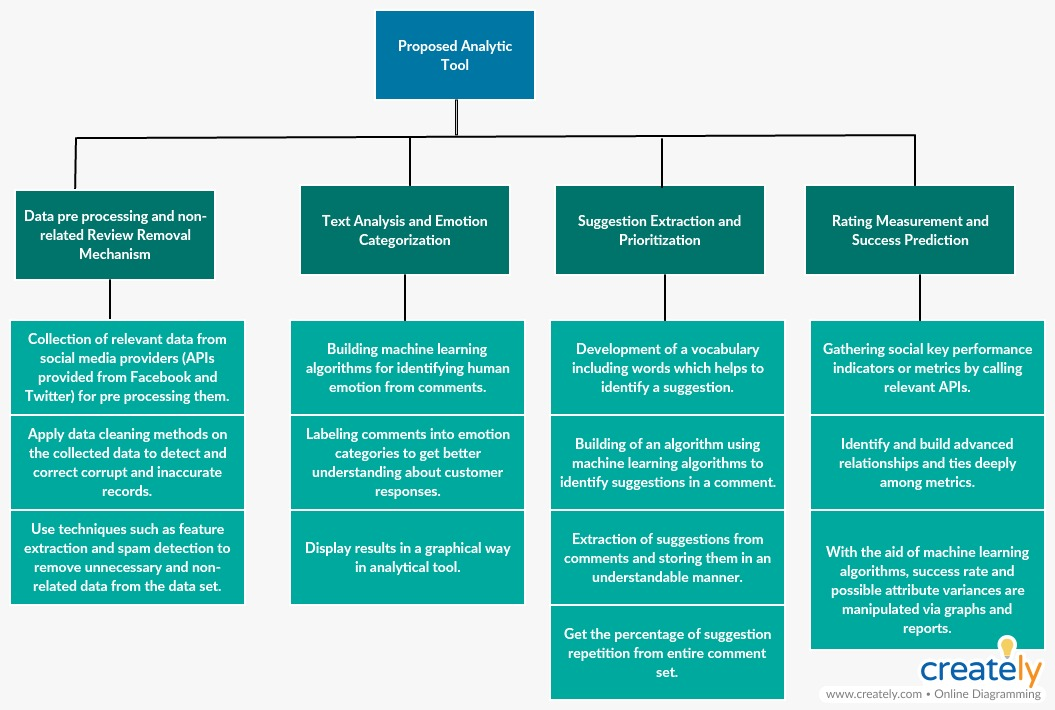 Proposed Analytic
Tool
Data pre processing and non-
related Review Removal
Mechanism
Collection of relevant data from
social media providers (APIs
provided from Facebook and
Twitter) for pre processing them.
Apply data cleaning methods on
the collected data to detect and
correct corrupt and inaccurate
records.
Use techniques such as feature
extraction and spam detection to
remove unnecessary and non-
related data from the data set.
Text Analysis and Emotion
Categorization
Building machine learning
algorithms for identifying human
emotion from comments.
Labeling comments into emotion
categories to get better
understanding about customer
responses.
Display results in a graphical way
in analytical tool.
Suggestion Extraction and
Prioritization
Development of a vocabulary
including words which helps to
identify a suggestion.
Building of an algorithm using
machine learning algorithms to
identify suggestions in a comment.
Extraction of suggestions from
comments and storing them in an
understandable manner.
Get the percentage of suggestion
repetition from entire comment
set.
Rating Measurement and
Success Prediction
Gathering social key performance
indicators or metrics by calling
relevant APIs.
Identify and build advanced
relationships and ties deeply
among metrics.
With the aid of machine learning
algorithms, success rate and
possible attribute variances are
manipulated via graphs and
reports.
creately
www.creately.com • Online Diagramming